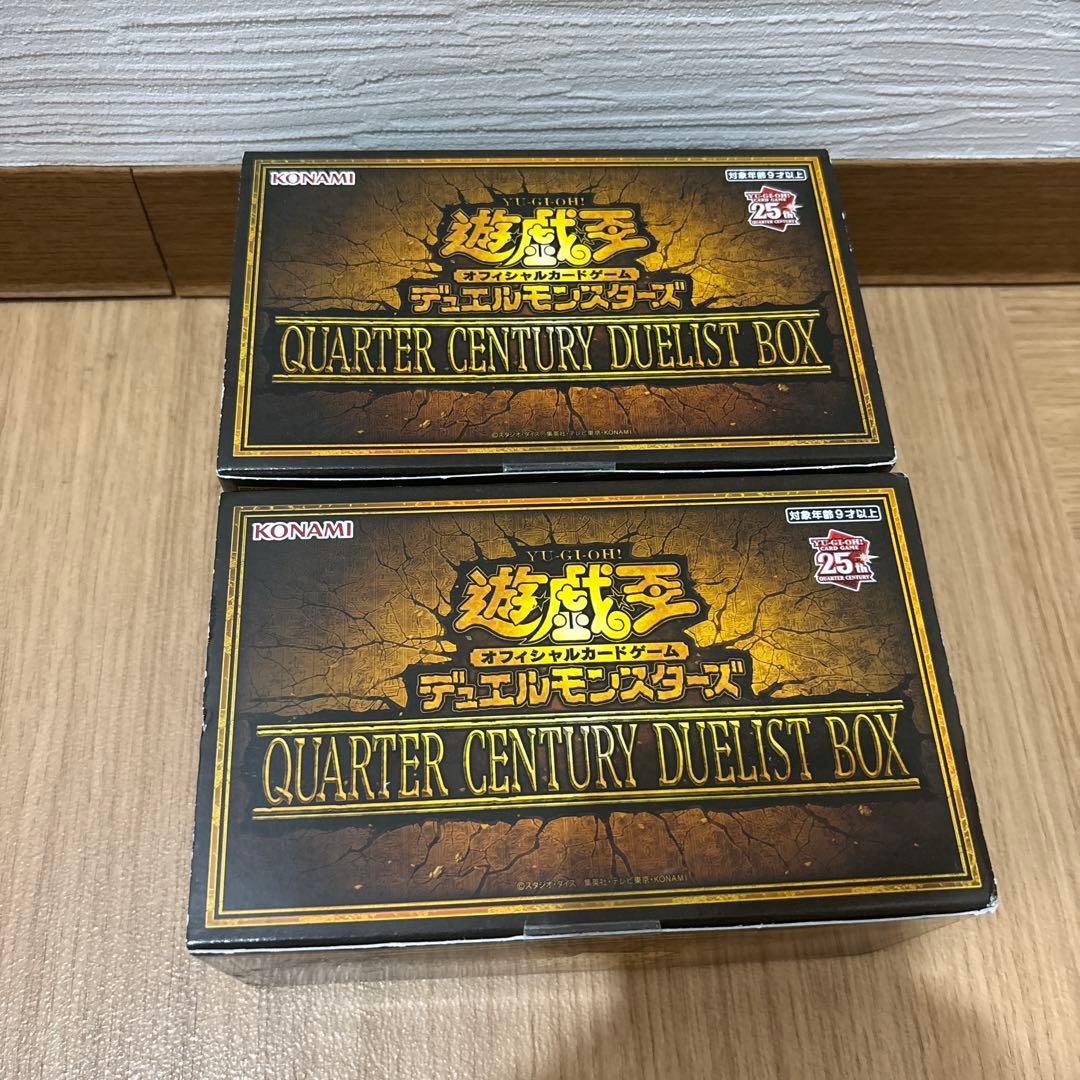 KONAMI
対象年齢9才以上
YU-GI-OH!
CARD GAME
25th
QUARTER CENTURY
YU-GI-OH!
遊戯王
オフィシャルカードゲーム
デュエルモンスターズ
QUARTER CENTURY DUELIST BOX
©スタジオ・ダイス 集英社・テレビ東京・KONAMI
KONAMI
対象年齢9才以上
YU-GI-OH!
CARD GAME
25th
QUARTER CENTURY
YU-GI-OH!
遊戯王
オフィシャルカードゲーム
デュエルモンスターズ
QUARTER CENTURY DUELIST BOX
©スタジオ・ダイス 集英社・テレビ東京・KONAMI